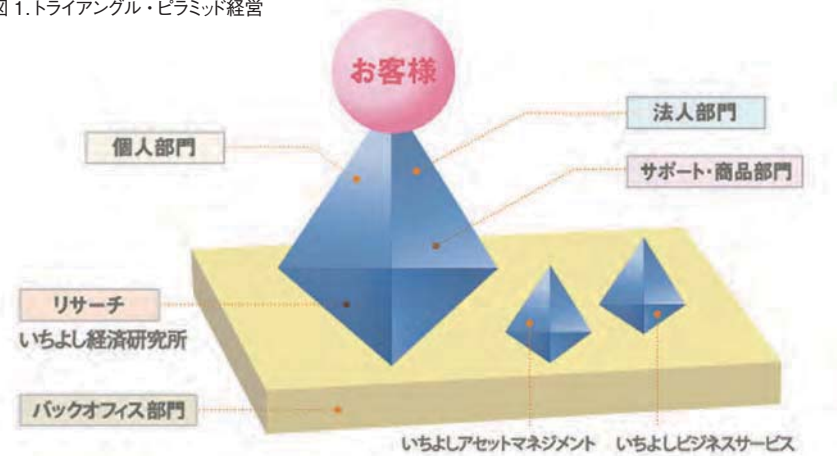 図 1. トライアングル・ピラミッド経営
お客様
法人部門
個人部門
サポート・商品部門
リサーチ
いちよし経済研究所
バックオフィス部門
いちよしアセットマネジメント
いちよしビジネスサービス